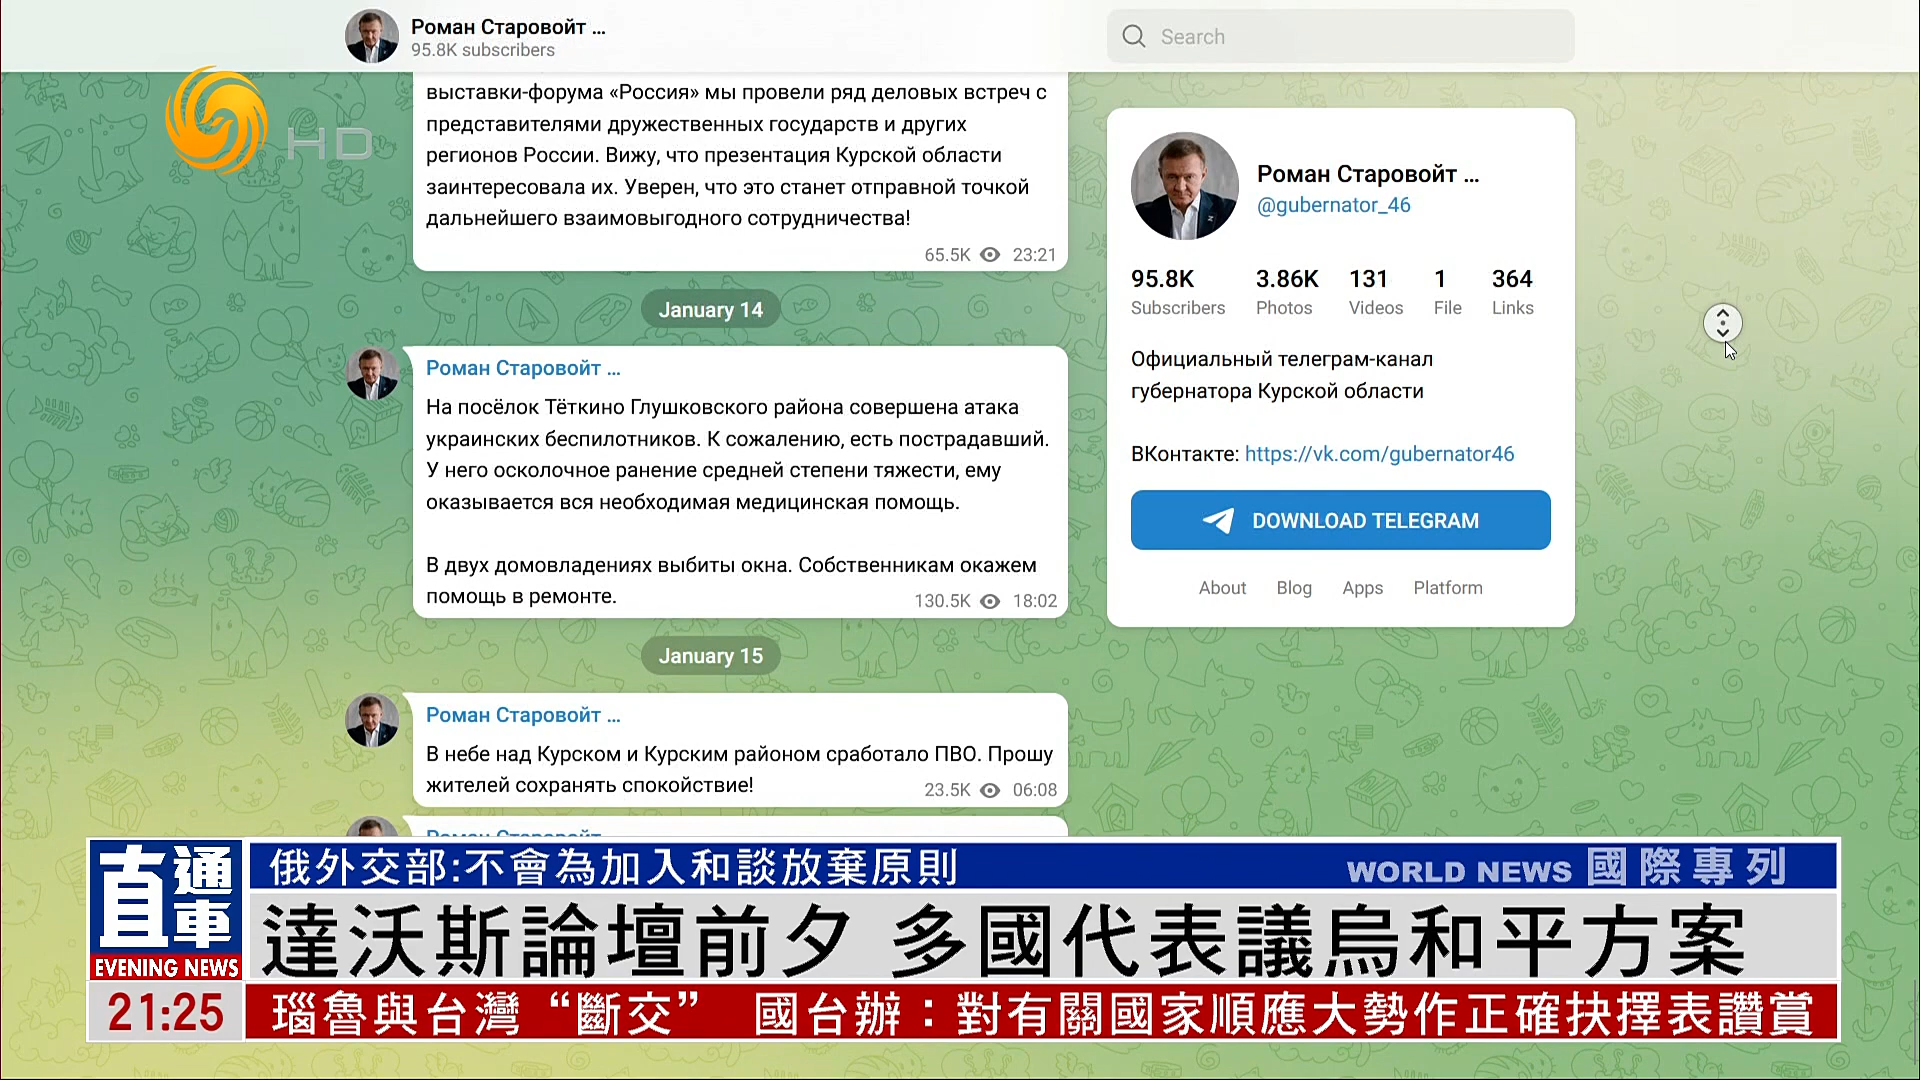 Роман Старовойт ...
95.8K subscribers
Search
HD
выставки-форума «Россия» мы провели ряд деловых встреч с
представителями дружественных государств и других
регионов России. Вижу, что презентация Курской области
заинтересовала их. Уверен, что это станет отправной точкой
дальнейшего взаимовыгодного сотрудничества!
65.5K 23:21
January 14
Роман Старовойт ...
На посёлок Тёткино Глушковского района совершена атака
украинских беспилотников. К сожалению, есть пострадавший.
У него осколочное ранение средней степени тяжести, ему
оказывается вся необходимая медицинская помощь.
В двух домовладениях выбиты окна. Собственникам окажем
помощь в ремонте.
130.5K 18:02
January 15
Роман Старовойт ...
В небе над Курском и Курским районом сработало ПВО. Прошу
жителей сохранять спокойствие!
23.5K 06:08
Роман Старовойт
Роман Старовойт ...
@gubernator_46
95.8K 3.86K 131 1 364
Subscribers Photos Videos File Links
Официальный телеграм-канал
губернатора Курской области
ВКонтакте: https://vk.com/gubernator46
DOWNLOAD TELEGRAM
About Blog Apps Platform
直通車
EVENING NEWS
21:25
俄外交部:不會為加入和談放棄原則
WORLD NEWS 國際專列
達沃斯論壇前夕 多國代表議烏和平方案
瑙魯與台灣“斷交” 國台辦：對有關國家順應大勢作正確抉擇表讚賞